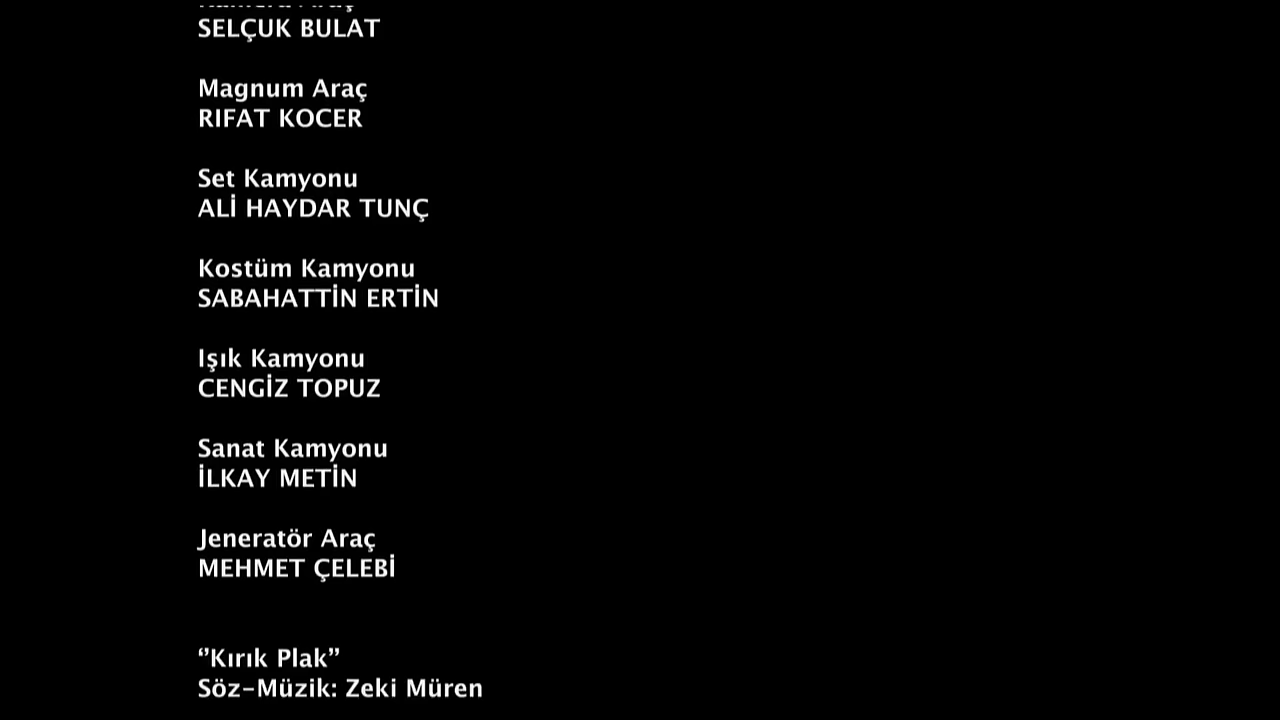 SELÇUK BULAT
Magnum Araç
RIFAT KOCER
Set Kamyonu
ALİ HAYDAR TUNÇ
Kostüm Kamyonu
SABAHATTİN ERTİN
Işık Kamyonu
CENGİZ TOPUZ
Sanat Kamyonu
İLKAY METİN
Jeneratör Araç
MEHMET ÇELEBİ
‘’Kırık Plak’’
Söz-Müzik: Zeki Müren